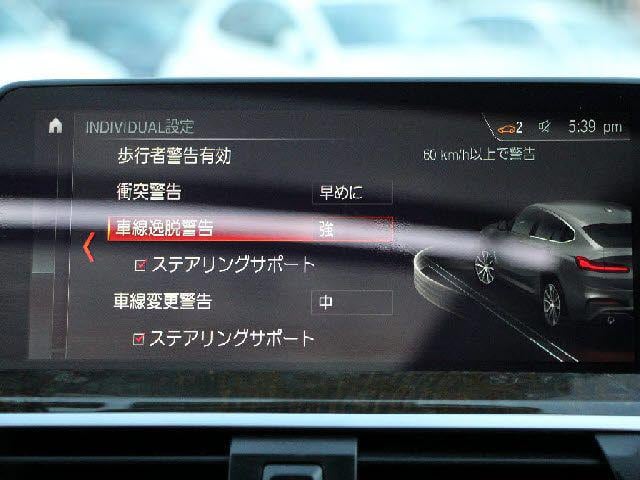 INDIVIDUAL設定
2 5:39 pm
歩行者警告有効
60 km/h以上で警告
衝突警告 早めに
車線逸脱警告 強
ステアリングサポート
車線変更警告 中
ステアリングサポート